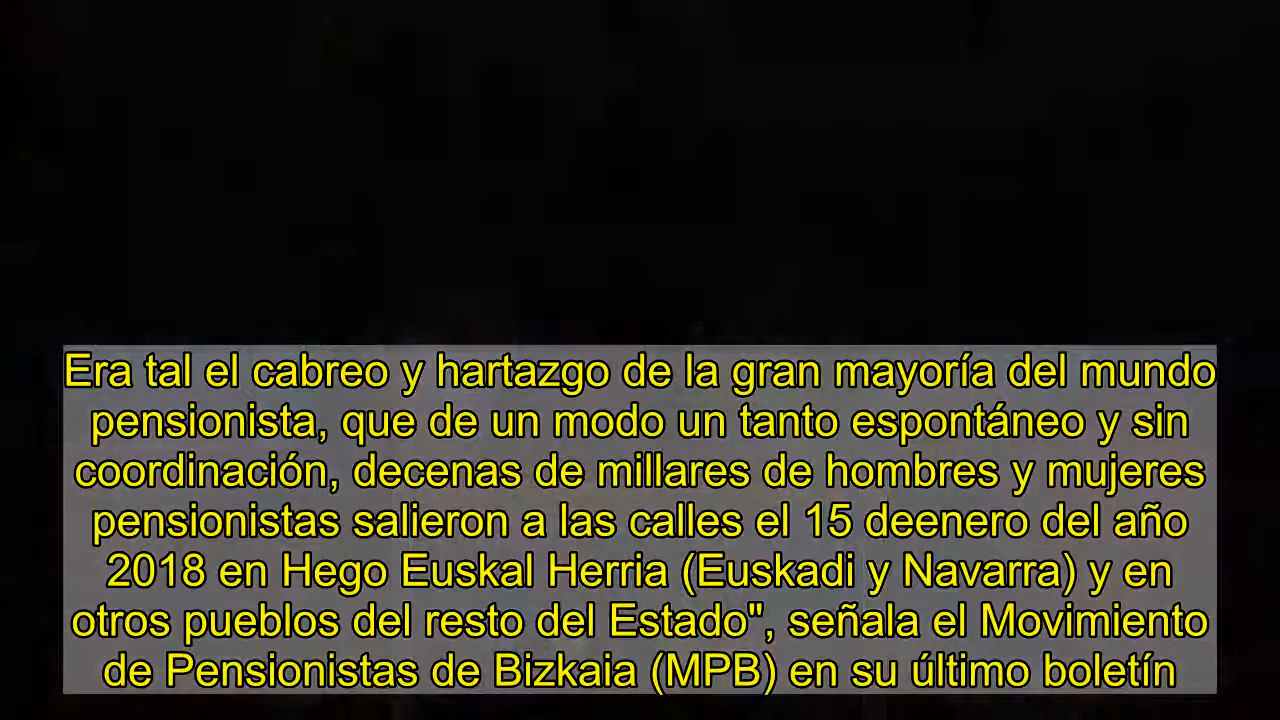 Era tal el cabreo y hartazgo de la gran mayoría del mundo
pensionista, que de un modo un tanto espontáneo y sin
coordinación, decenas de millares de hombres y mujeres
pensionistas salieron a las calles el 15 deenero del año
2018 en Hego Euskal Herria (Euskadi y Navarra) y en
otros pueblos del resto del Estado", señala el Movimiento
de Pensionistas de Bizkaia (MPB) en su último boletín